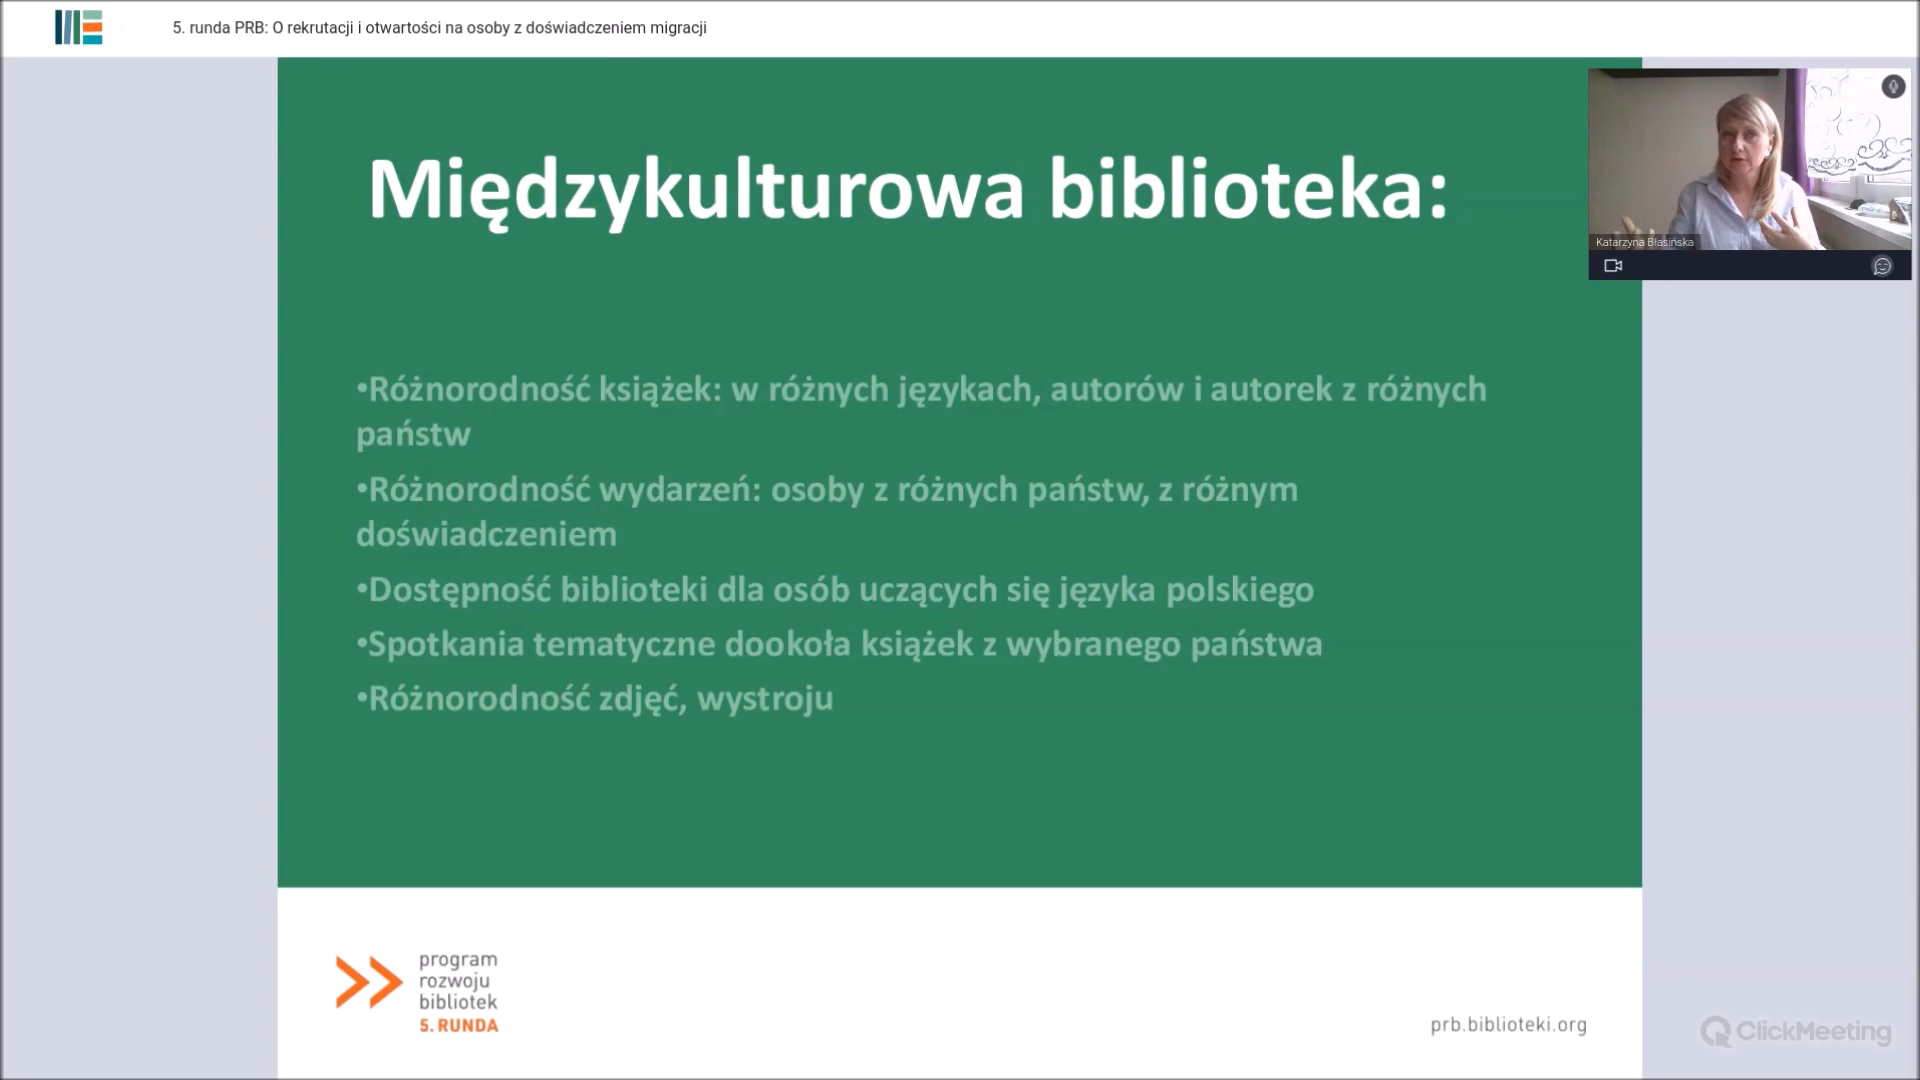 5. runda PRB: O rekrutacji i otwartości na osoby z doświadczeniem migracji
Międzykulturowa biblioteka:
Katarzyna Błasińska
•Różnorodność książek: w różnych językach, autorów i autorek z różnych
państw
•Różnorodność wydarzeń: osoby z różnych państw, z różnym
doświadczeniem
•Dostępność biblioteki dla osób uczących się języka polskiego
•Spotkania tematyczne dookoła książek z wybranego państwa
•Różnorodność zdjęć, wystroju
program
rozwoju
bibliotek
5. RUNDA
prb.biblioteki.org
ClickMeeting